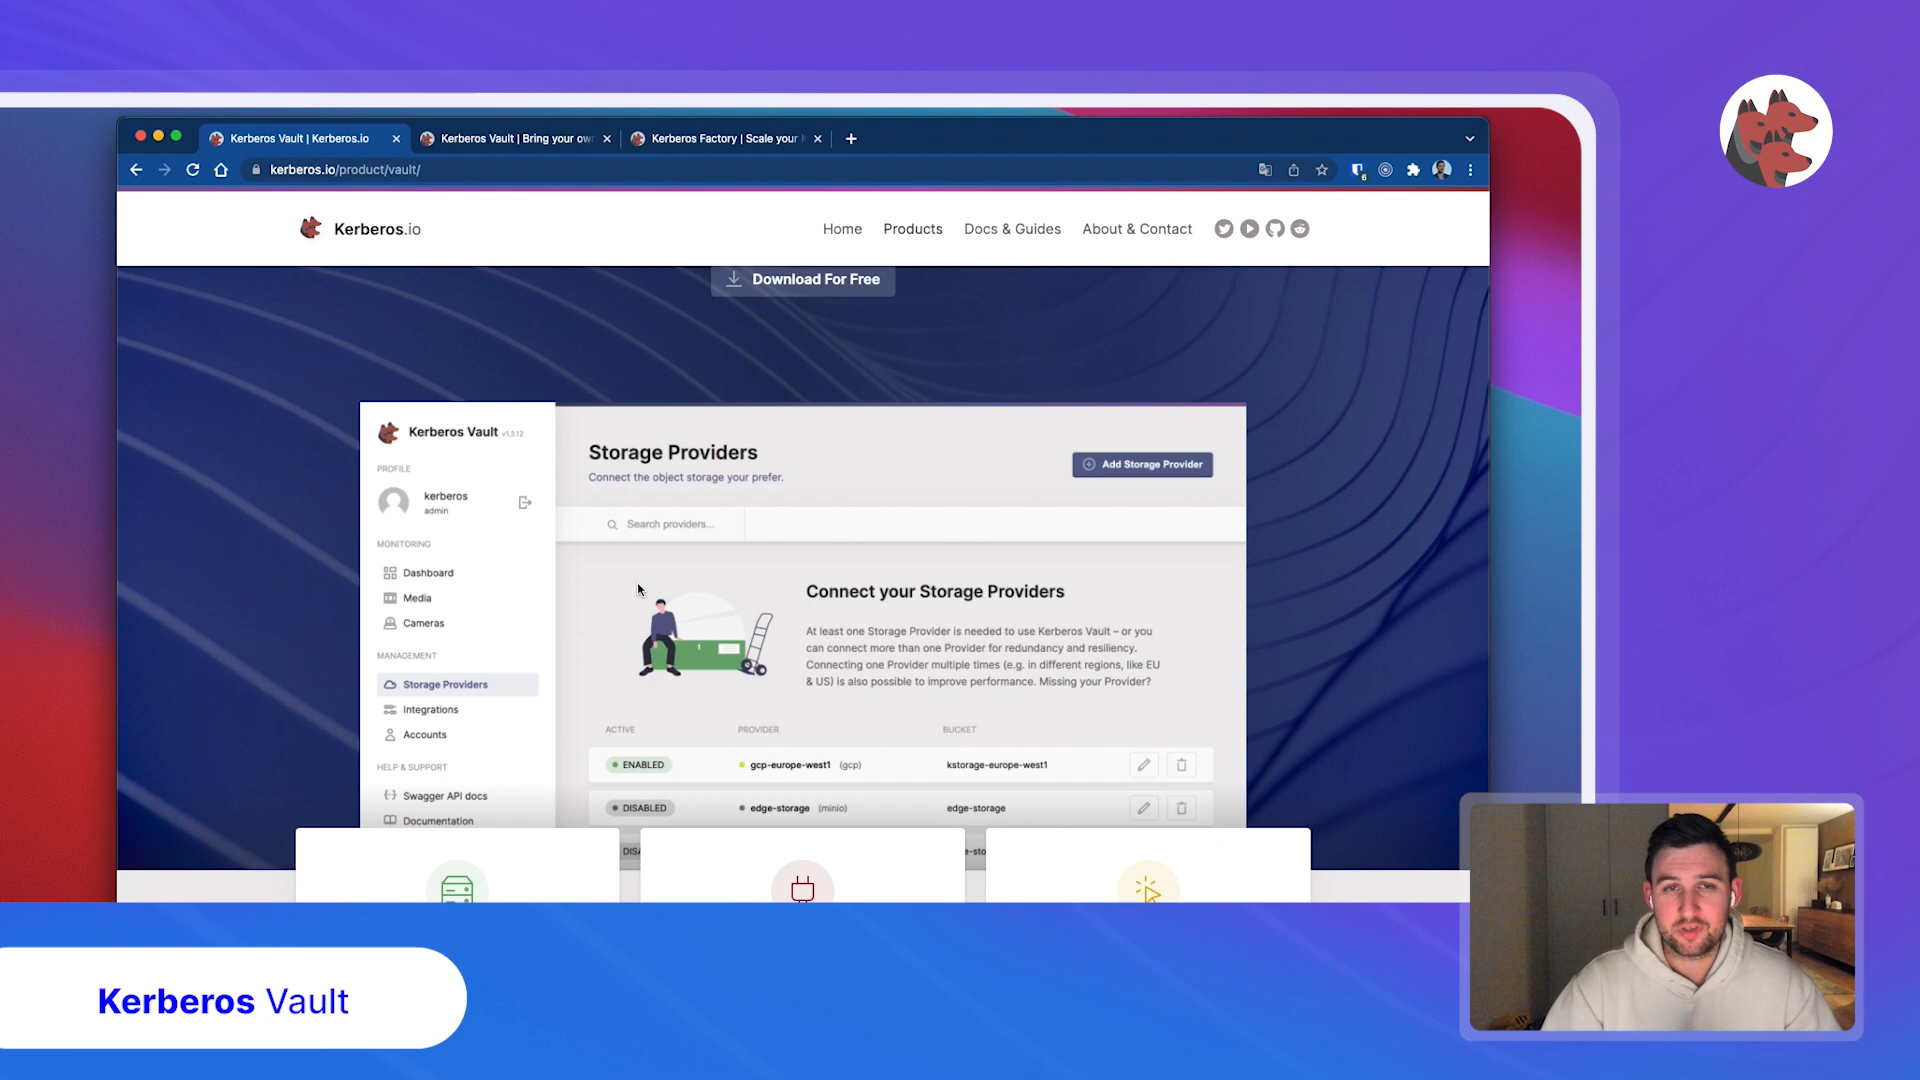 Kerberos Vault | Kerberos.io
Kerberos Vault | Bring your own
Kerberos Factory | Scale your
kerberos.io/product/vault/
6
Kerberos.io
Home
Products
Docs & Guides
About & Contact
Download For Free
Kerberos Vault v1.3.12
PROFILE
kerberos
admin
MONITORING
Dashboard
Media
Cameras
MANAGEMENT
Storage Providers
Integrations
Accounts
HELP & SUPPORT
Swagger API docs
Documentation
Storage Providers
Connect the object storage your prefer.
Add Storage Provider
Search providers...
Connect your Storage Providers
At least one Storage Provider is needed to use Kerberos Vault – or you
can connect more than one Provider for redundancy and resiliency.
Connecting one Provider multiple times (e.g. in different regions, like EU
& US) is also possible to improve performance. Missing your Provider?
ACTIVE
PROVIDER
BUCKET
ENABLED
gcp-europe-west1 (gcp)
kstorage-europe-west1
DISABLED
edge-storage (minio)
edge-storage
Kerberos Vault